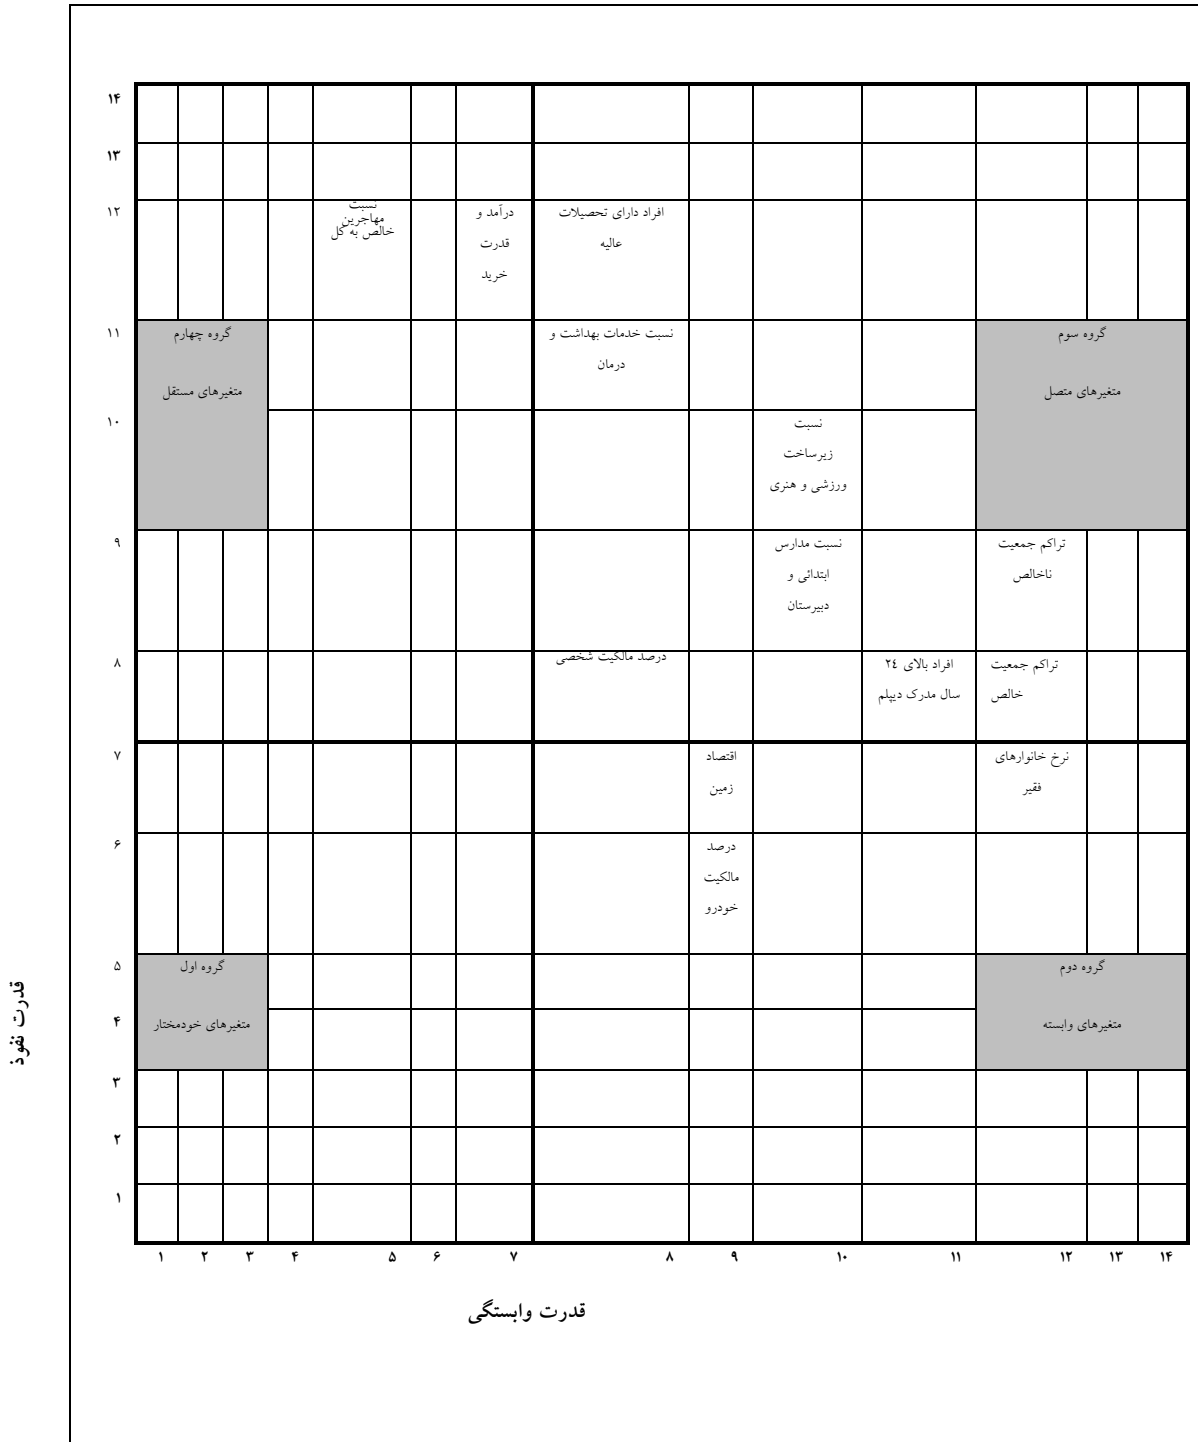 ۱۴
۱۳
۱۲
نسبت
مهاجرین
خالص به کل
درآمد و
قدرت
خرید
افراد دارای تحصیلات
عالیه
۱۱
گروه چهارم
متغیرهای مستقل
نسبت خدمات بهداشت و
درمان
گروه سوم
متغیرهای متصل
۱۰
نسبت
زیرساخت
ورزشی و هنری
۹
نسبت مدارس
ابتدائی و
دبیرستان
تراکم جمعیت
ناخالص
۸
درصد مالکیت شخصی
افراد بالای ٢٤
سال مدرک دیپلم
تراکم جمعیت
خالص
۷
اقتصاد
زمین
نرخ خانوارهای
فقیر
۶
درصد
مالکیت
خودرو
۵
گروه اول
متغیرهای خودمختار
گروه دوم
متغیرهای وابسته
۴
۳
۲
۱
۱ ۲ ۳ ۴ ۵ ۶ ۷ ۸ ۹ ۱۰ ۱۱ ۱۲ ۱۳ ۱۴
قدرت نفوذ
قدرت وابستگی